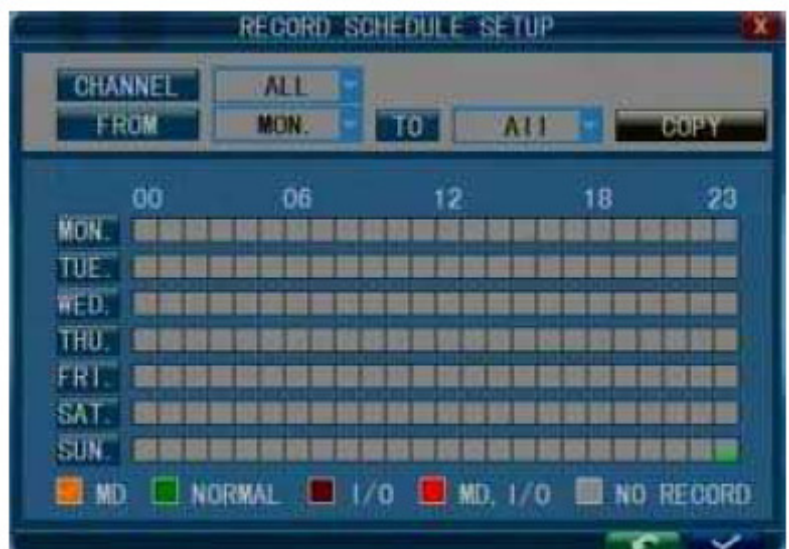 RECORD SCHEDULE SETUP X
CHANNEL ALL
FROM MON. TO All COPY
00 06 12 18 23
MON.
TUE.
WED.
THU.
FRI.
SAT.
SUN.
MD NORMAL I/O MD, I/O NO RECORD